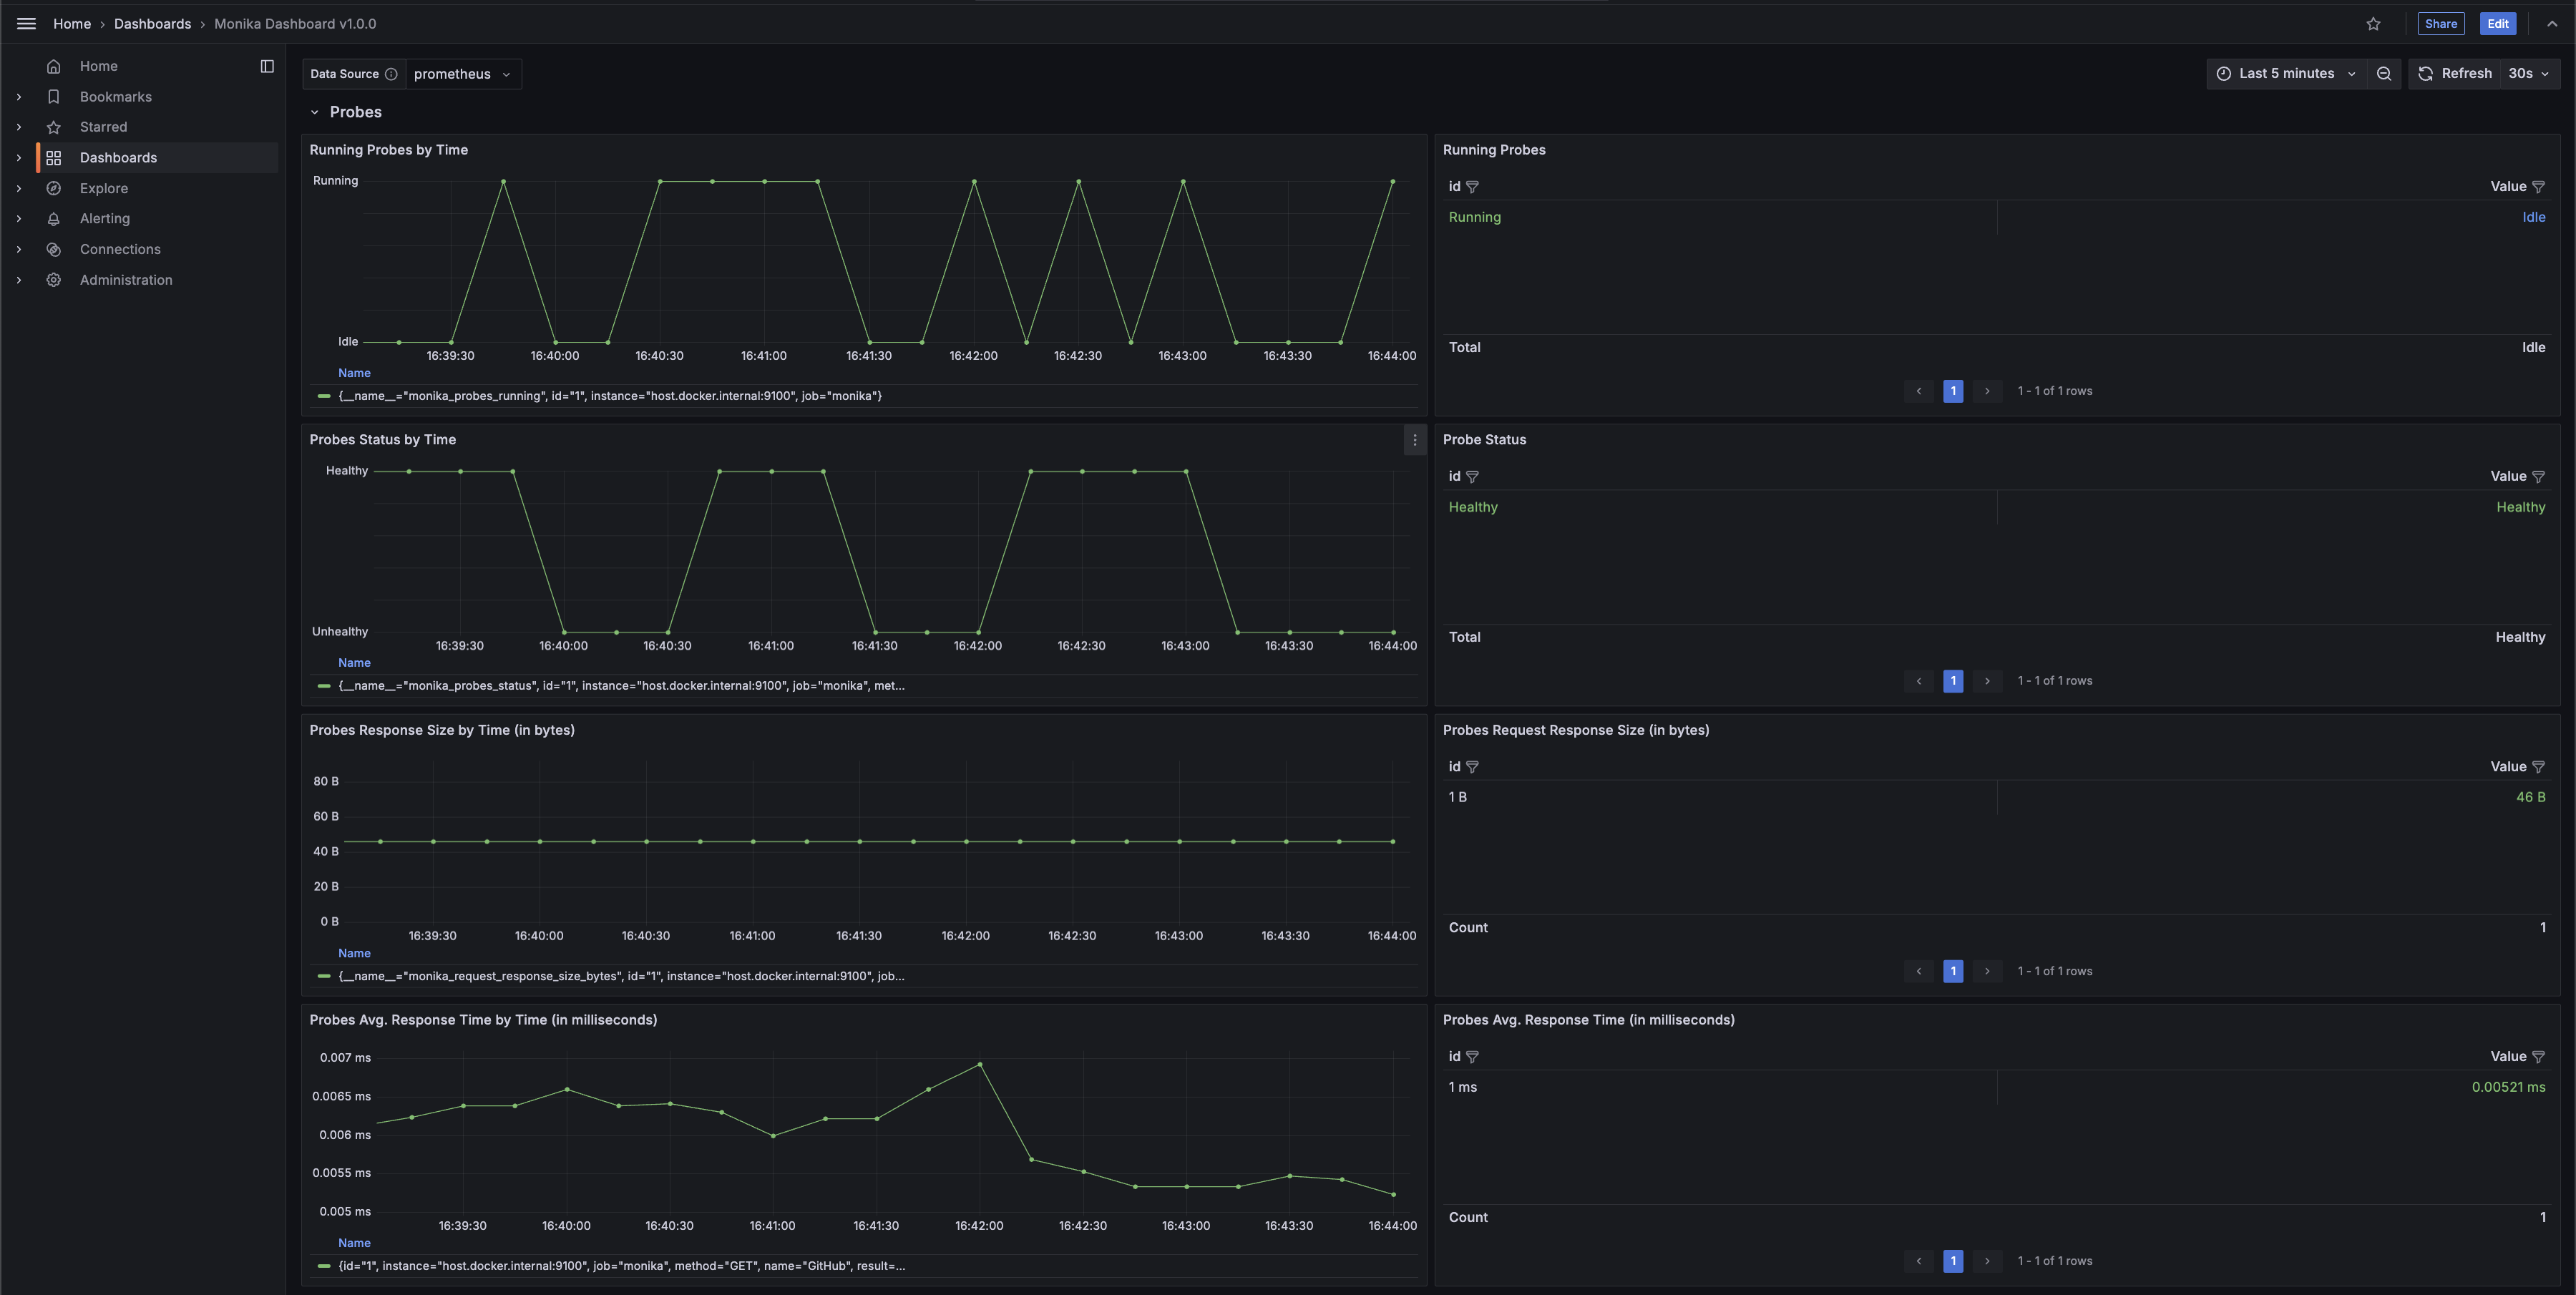 Home › Dashboards › Monika Dashboard v1.0.0
Share
Edit
Home
Bookmarks
Starred
Dashboards
Explore
Alerting
Connections
Administration
Data Source prometheus
Last 5 minutes
Refresh 30s
Probes
Running Probes by Time
Running
Idle
16:39:30 16:40:00 16:40:30 16:41:00 16:41:30 16:42:00 16:42:30 16:43:00 16:43:30 16:44:00
Name
{__name__="monika_probes_running", id="1", instance="host.docker.internal:9100", job="monika"}
Running Probes
id Value
Running Idle
Total Idle
1 1 - 1 of 1 rows
Probes Status by Time
Healthy
Unhealthy
16:39:30 16:40:00 16:40:30 16:41:00 16:41:30 16:42:00 16:42:30 16:43:00 16:43:30 16:44:00
Name
{__name__="monika_probes_status", id="1", instance="host.docker.internal:9100", job="monika", met...
Probe Status
id Value
Healthy Healthy
Total Healthy
1 1 - 1 of 1 rows
Probes Response Size by Time (in bytes)
80 B
60 B
40 B
20 B
0 B
16:39:30 16:40:00 16:40:30 16:41:00 16:41:30 16:42:00 16:42:30 16:43:00 16:43:30 16:44:00
Name
{__name__="monika_request_response_size_bytes", id="1", instance="host.docker.internal:9100", job...
Probes Request Response Size (in bytes)
id Value
1 B 46 B
Count 1
1 1 - 1 of 1 rows
Probes Avg. Response Time by Time (in milliseconds)
0.007 ms
0.0065 ms
0.006 ms
0.0055 ms
0.005 ms
16:39:30 16:40:00 16:40:30 16:41:00 16:41:30 16:42:00 16:42:30 16:43:00 16:43:30 16:44:00
Name
{id="1", instance="host.docker.internal:9100", job="monika", method="GET", name="GitHub", result=...
Probes Avg. Response Time (in milliseconds)
id Value
1 ms 0.00521 ms
Count 1
1 1 - 1 of 1 rows